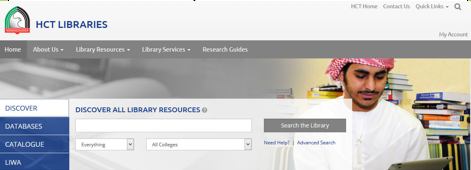 HCT Home Contact Us Quick Links
HCT LIBRARIES
My Account
Home About Us Library Resources Library Services Research Guides
DISCOVER
DISCOVER ALL LIBRARY RESOURCES
DATABASES
Search the Library
CATALOGUE
Everything All Colleges
Need Help? | Advanced Search
LIWA